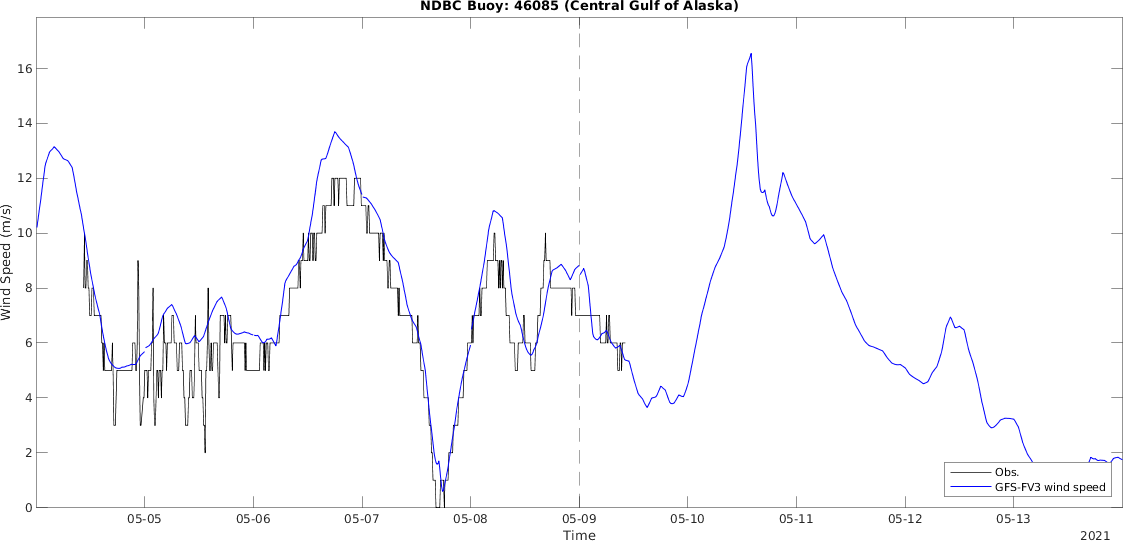 NDBC Buoy: 46085 (Central Gulf of Alaska)
Wind Speed (m/s)
16
14
12
10
8
6
4
2
0
05-05 05-06 05-07 05-08 05-09 05-10 05-11 05-12 05-13
Time
2021
Obs.
GFS-FV3 wind speed